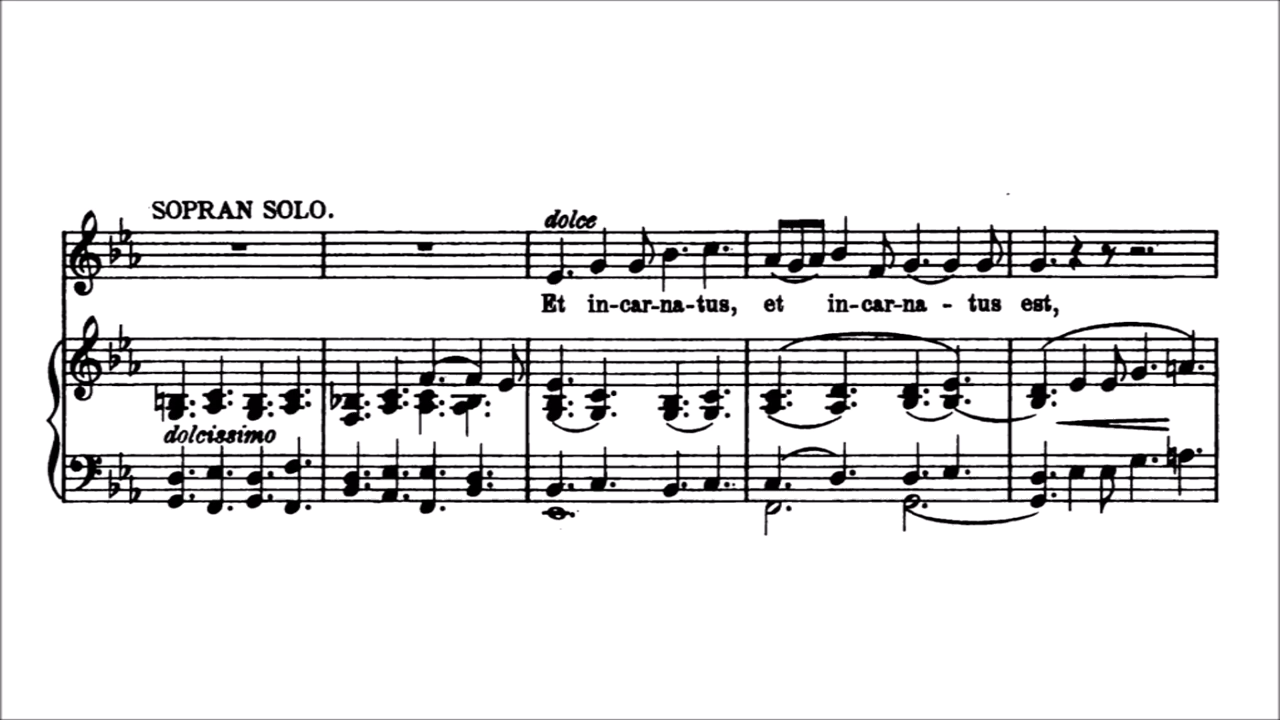 SOPRAN SOLO.
dolce
Et in-car-na-tus, et in-car-na - tus est,
dolcissimo